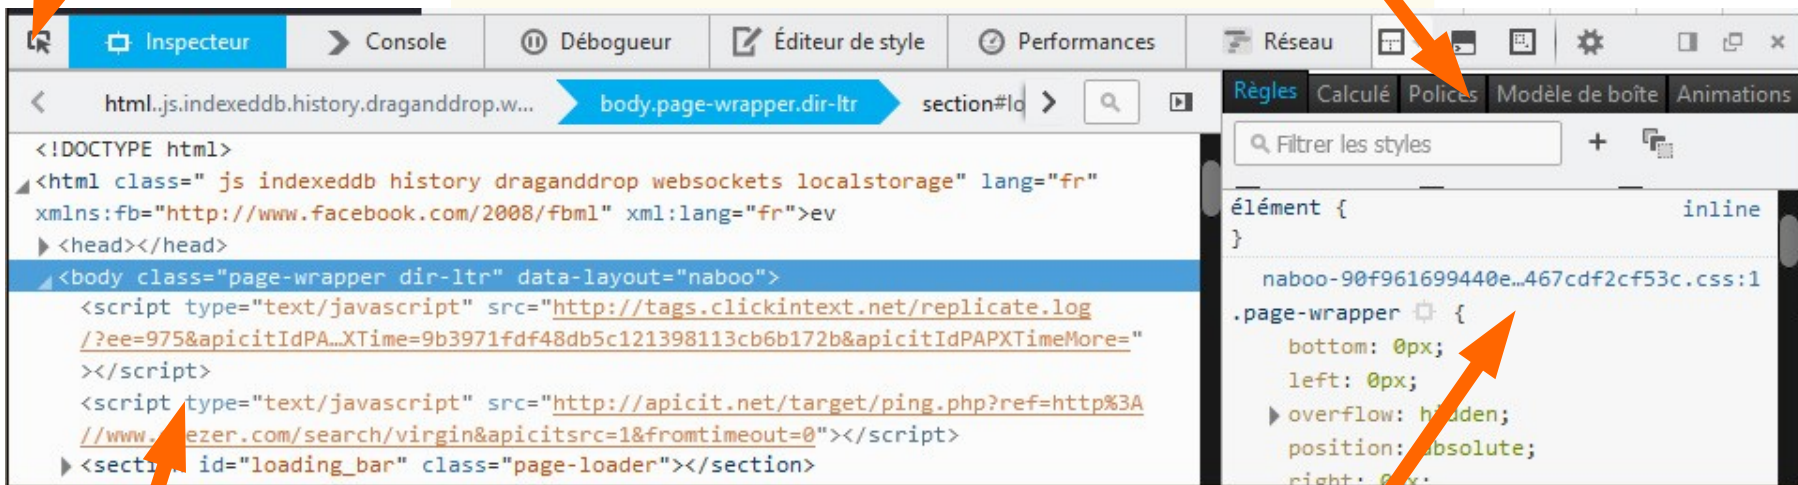 Inspecteur Console Débogueur Éditeur de style Performances Réseau
html..js.indexeddb.history.draganddrop.w... body.page-wrapper.dir-ltr section#lo
Règles Calculé Polices Modèle de boîte Animations
Filtrer les styles
<!DOCTYPE html>
<html class=" js indexeddb history draganddrop websockets localstorage" lang="fr"
xmlns:fb="http://www.facebook.com/2008/fbml" xml:lang="fr">ev
<head></head>
<body class="page-wrapper dir-ltr" data-layout="naboo">
<script type="text/javascript" src="http://tags.clickintext.net/replicate.log
/?ee=975&apicitIdPA…XTime=9b3971fdf48db5c121398113cb6b172b&apicitIdPAPXTimeMore="
></script>
<script type="text/javascript" src="http://apicit.net/target/ping.php?ref=http%3A
//www. ezer.com/search/virgin&apicitsrc=1&fromtimeout=0"></script>
<section id="loading_bar" class="page-loader"></section>
élément { inline
}
naboo-90f961699440e…467cdf2cf53c.css:1
.page-wrapper {
bottom: 0px;
left: 0px;
overflow: hidden;
position: absolute;
right: 0px;